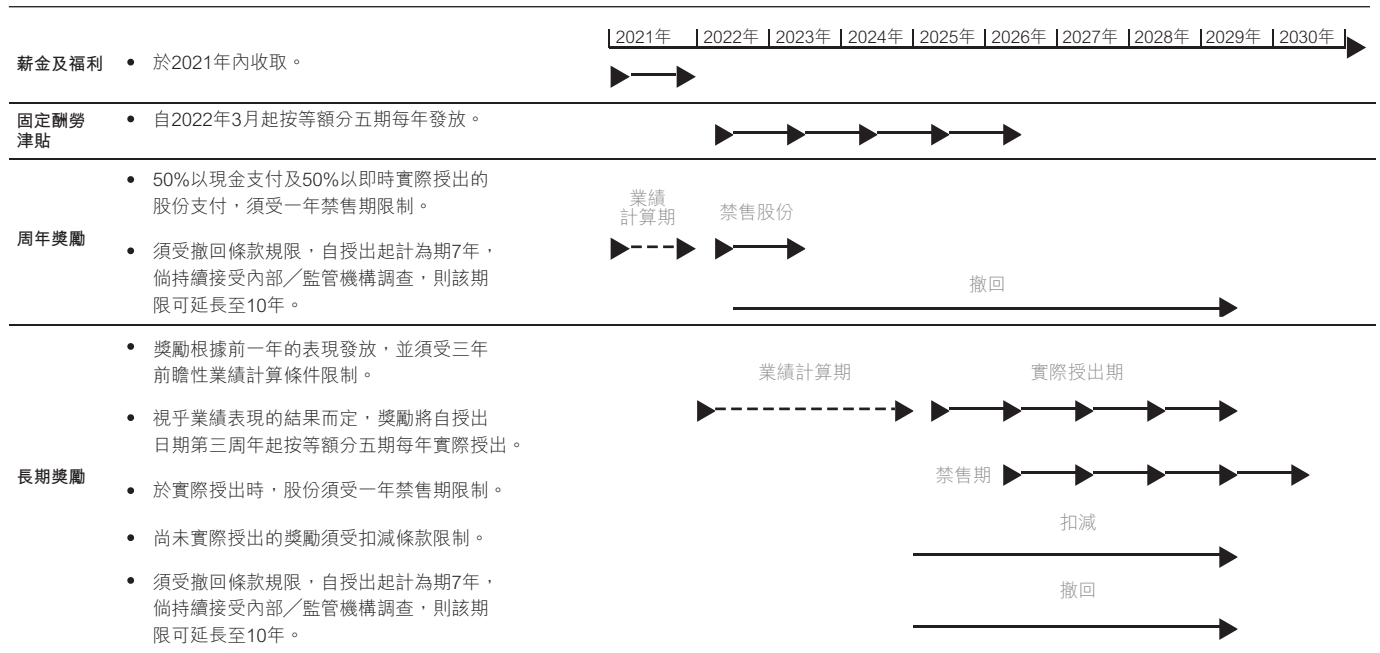 2021年 2022年 2023年 2024年 2025年 2026年 2027年 2028年 2029年 2030年
薪金及福利
• 於2021年內收取。
固定酬勞
津貼
• 自2022年3月起按等額分五期每年發放。
周年獎勵
• 50%以現金支付及50%以即時實際授出的
股份支付，須受一年禁售期限制。
• 須受撤回條款規限，自授出起計為期7年，
倘持續接受內部／監管機構調查，則該期
限可延長至10年。
業績
計算期
禁售股份
撤回
長期獎勵
• 獎勵根據前一年的表現發放，並須受三年
前瞻性業績計算條件限制。
• 視乎業績表現的結果而定，獎勵將自授出
日期第三周年起按等額分五期每年實際授出。
• 於實際授出時，股份須受一年禁售期限制。
• 尚未實際授出的獎勵須受扣減條款限制。
• 須受撤回條款規限，自授出起計為期7年，
倘持續接受內部／監管機構調查，則該期
限可延長至10年。
業績計算期
實際授出期
禁售期
扣減
撤回